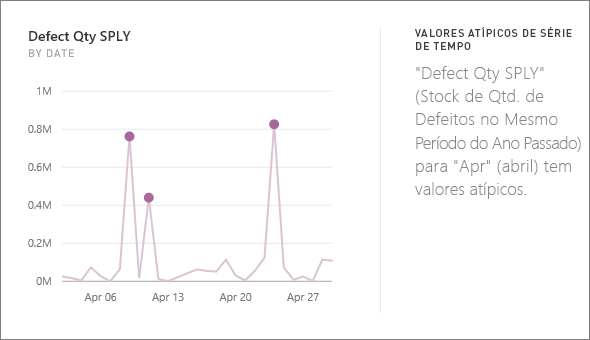 Defect Qty SPLY
BY DATE
1M
0.8M
0.6M
0.4M
0.2M
0M
Apr 06
Apr 13
Apr 20
Apr 27
VALORES ATÍPICOS DE SÉRIE
DE TEMPO
"Defect Qty SPLY"
(Stock de Qtd. de
Defeitos no Mesmo
Período do Ano Passado)
para "Apr" (abril) tem
valores atípicos.